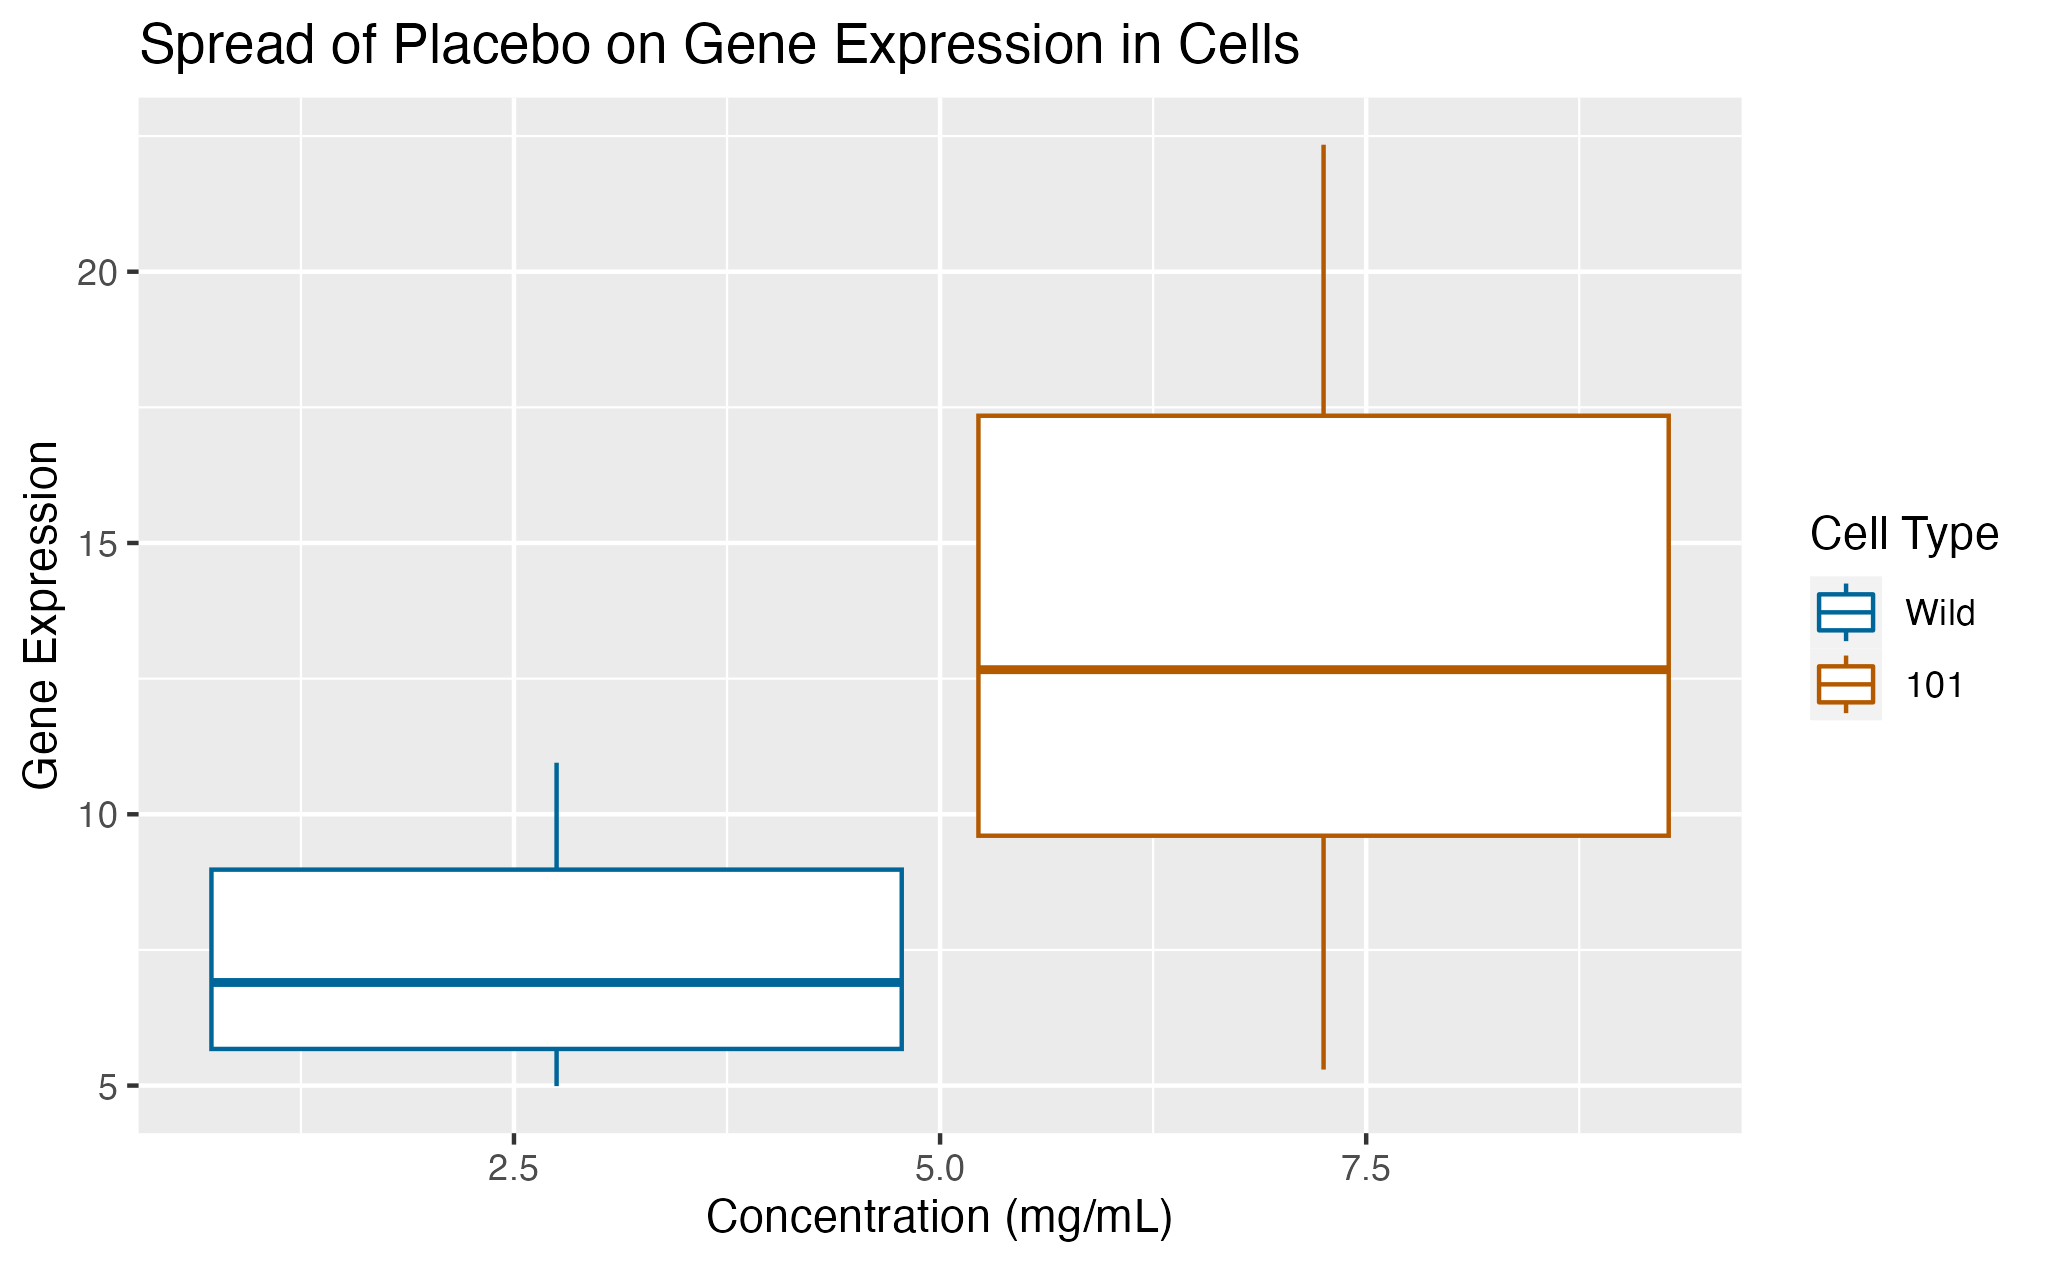 Spread of Placebo on Gene Expression in Cells
Gene Expression
20
15
10
5
2.5 5.0 7.5
Concentration (mg/mL)
Cell Type
Wild
101